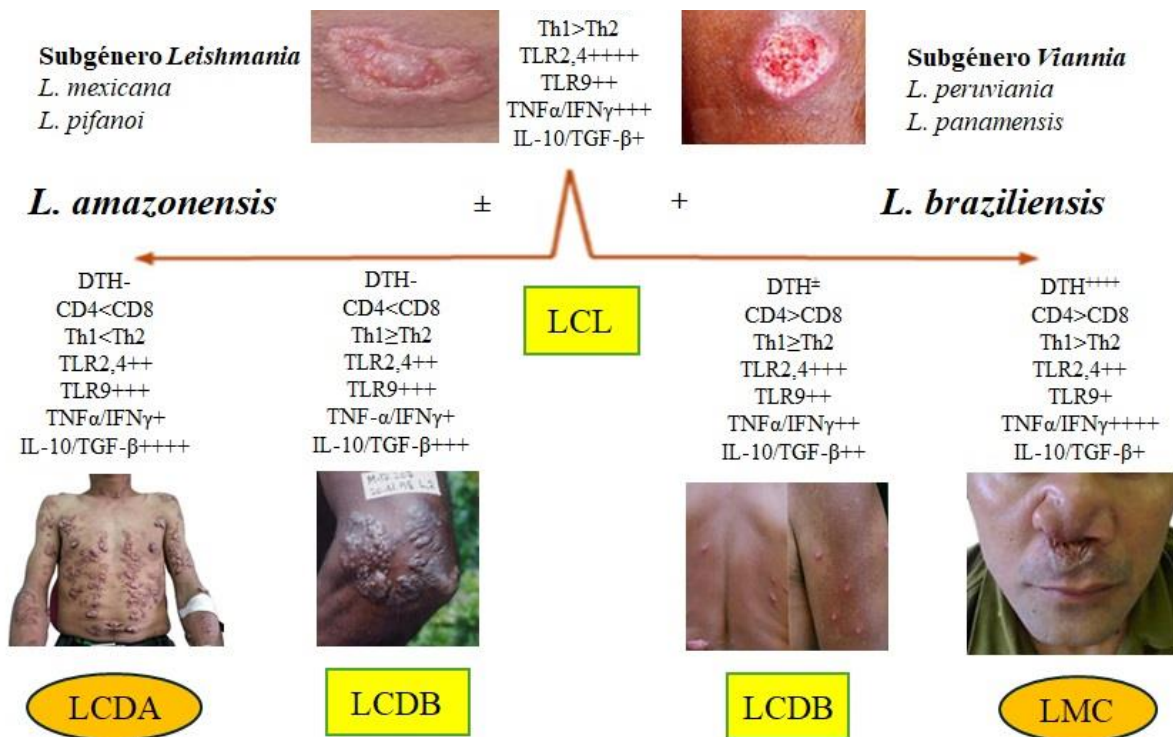 Subgénero Leishmania
L. mexicana
L. pifanoi
Th1>Th2
TLR2,4++++
TLR9++
TNFα/IFNγ+++
IL-10/TGF-β+
Subgénero Viannia
L. peruviania
L. panamensis
L. amazonensis
±
+
L. braziliensis
DTH-
CD4<CD8
Th1<Th2
TLR2,4++
TLR9+++
TNFα/IFNγ+
IL-10/TGF-β++++
DTH-
CD4<CD8
Th1≥Th2
TLR2,4++
TLR9+++
TNF-α/IFNγ+
IL-10/TGF-β+++
LCL
DTH±
CD4>CD8
Th1≥Th2
TLR2,4+++
TLR9++
TNFα/IFNγ++
IL-10/TGF-β++
DTH++++
CD4>CD8
Th1>Th2
TLR2,4++
TLR9+
TNFα/IFNγ++++
IL-10/TGF-β+
LCDA
LCDB
LCDB
LMC